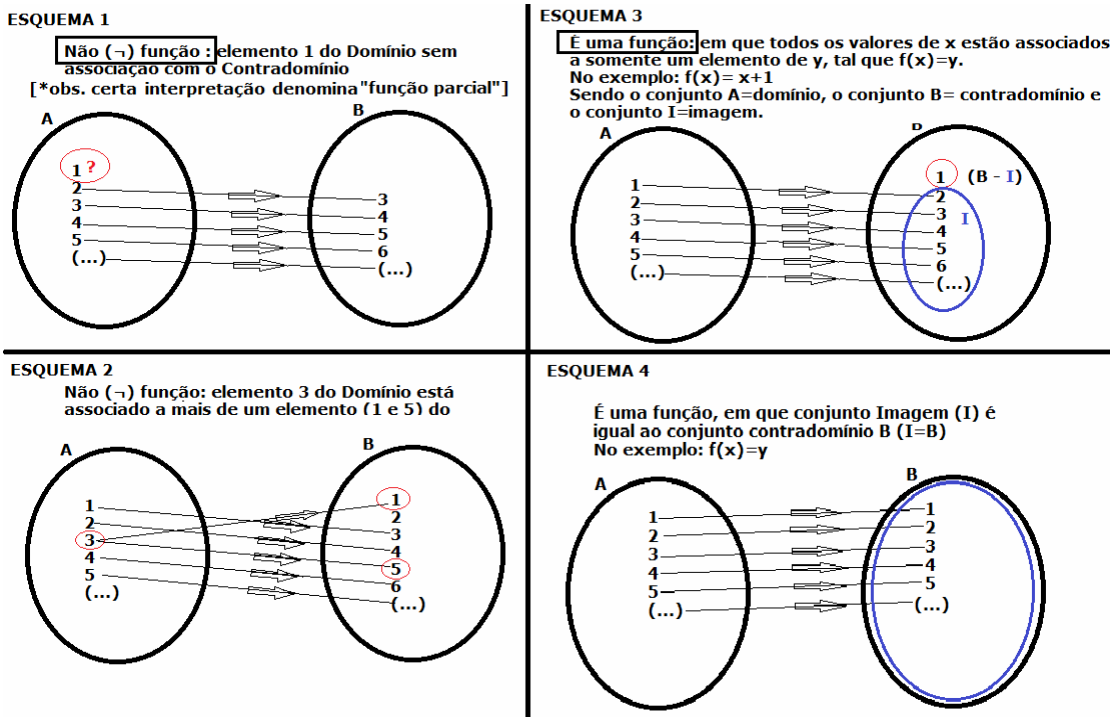 ESQUEMA 1
Não (¬) função : elemento 1 do Domínio sem
associação com o Contradomínio
[*obs. certa interpretação denomina"função parcial"]
A
B
1 ?
2
3
4
5
(...)
3
4
5
6
(...)
ESQUEMA 3
É uma função: em que todos os valores de x estão associados
a somente um elemento de y, tal que f(x)=y.
No exemplo: f(x)= x+1
Sendo o conjunto A=domínio, o conjunto B= contradomínio e
o conjunto I=imagem.
A
1
2
3
4
5
(...)
1 (B - I)
2
3 I
4
5
6
(...)
ESQUEMA 2
Não (¬) função: elemento 3 do Domínio está
associado a mais de um elemento (1 e 5) do
A
B
1
2
3
4
5
(...)
1
2
3
4
5
6
(...)
ESQUEMA 4
É uma função, em que conjunto Imagem (I) é
igual ao conjunto contradomínio B (I=B)
No exemplo: f(x)=y
A
B
1
2
3
4
5
(...)
1
2
3
4
5
(...)